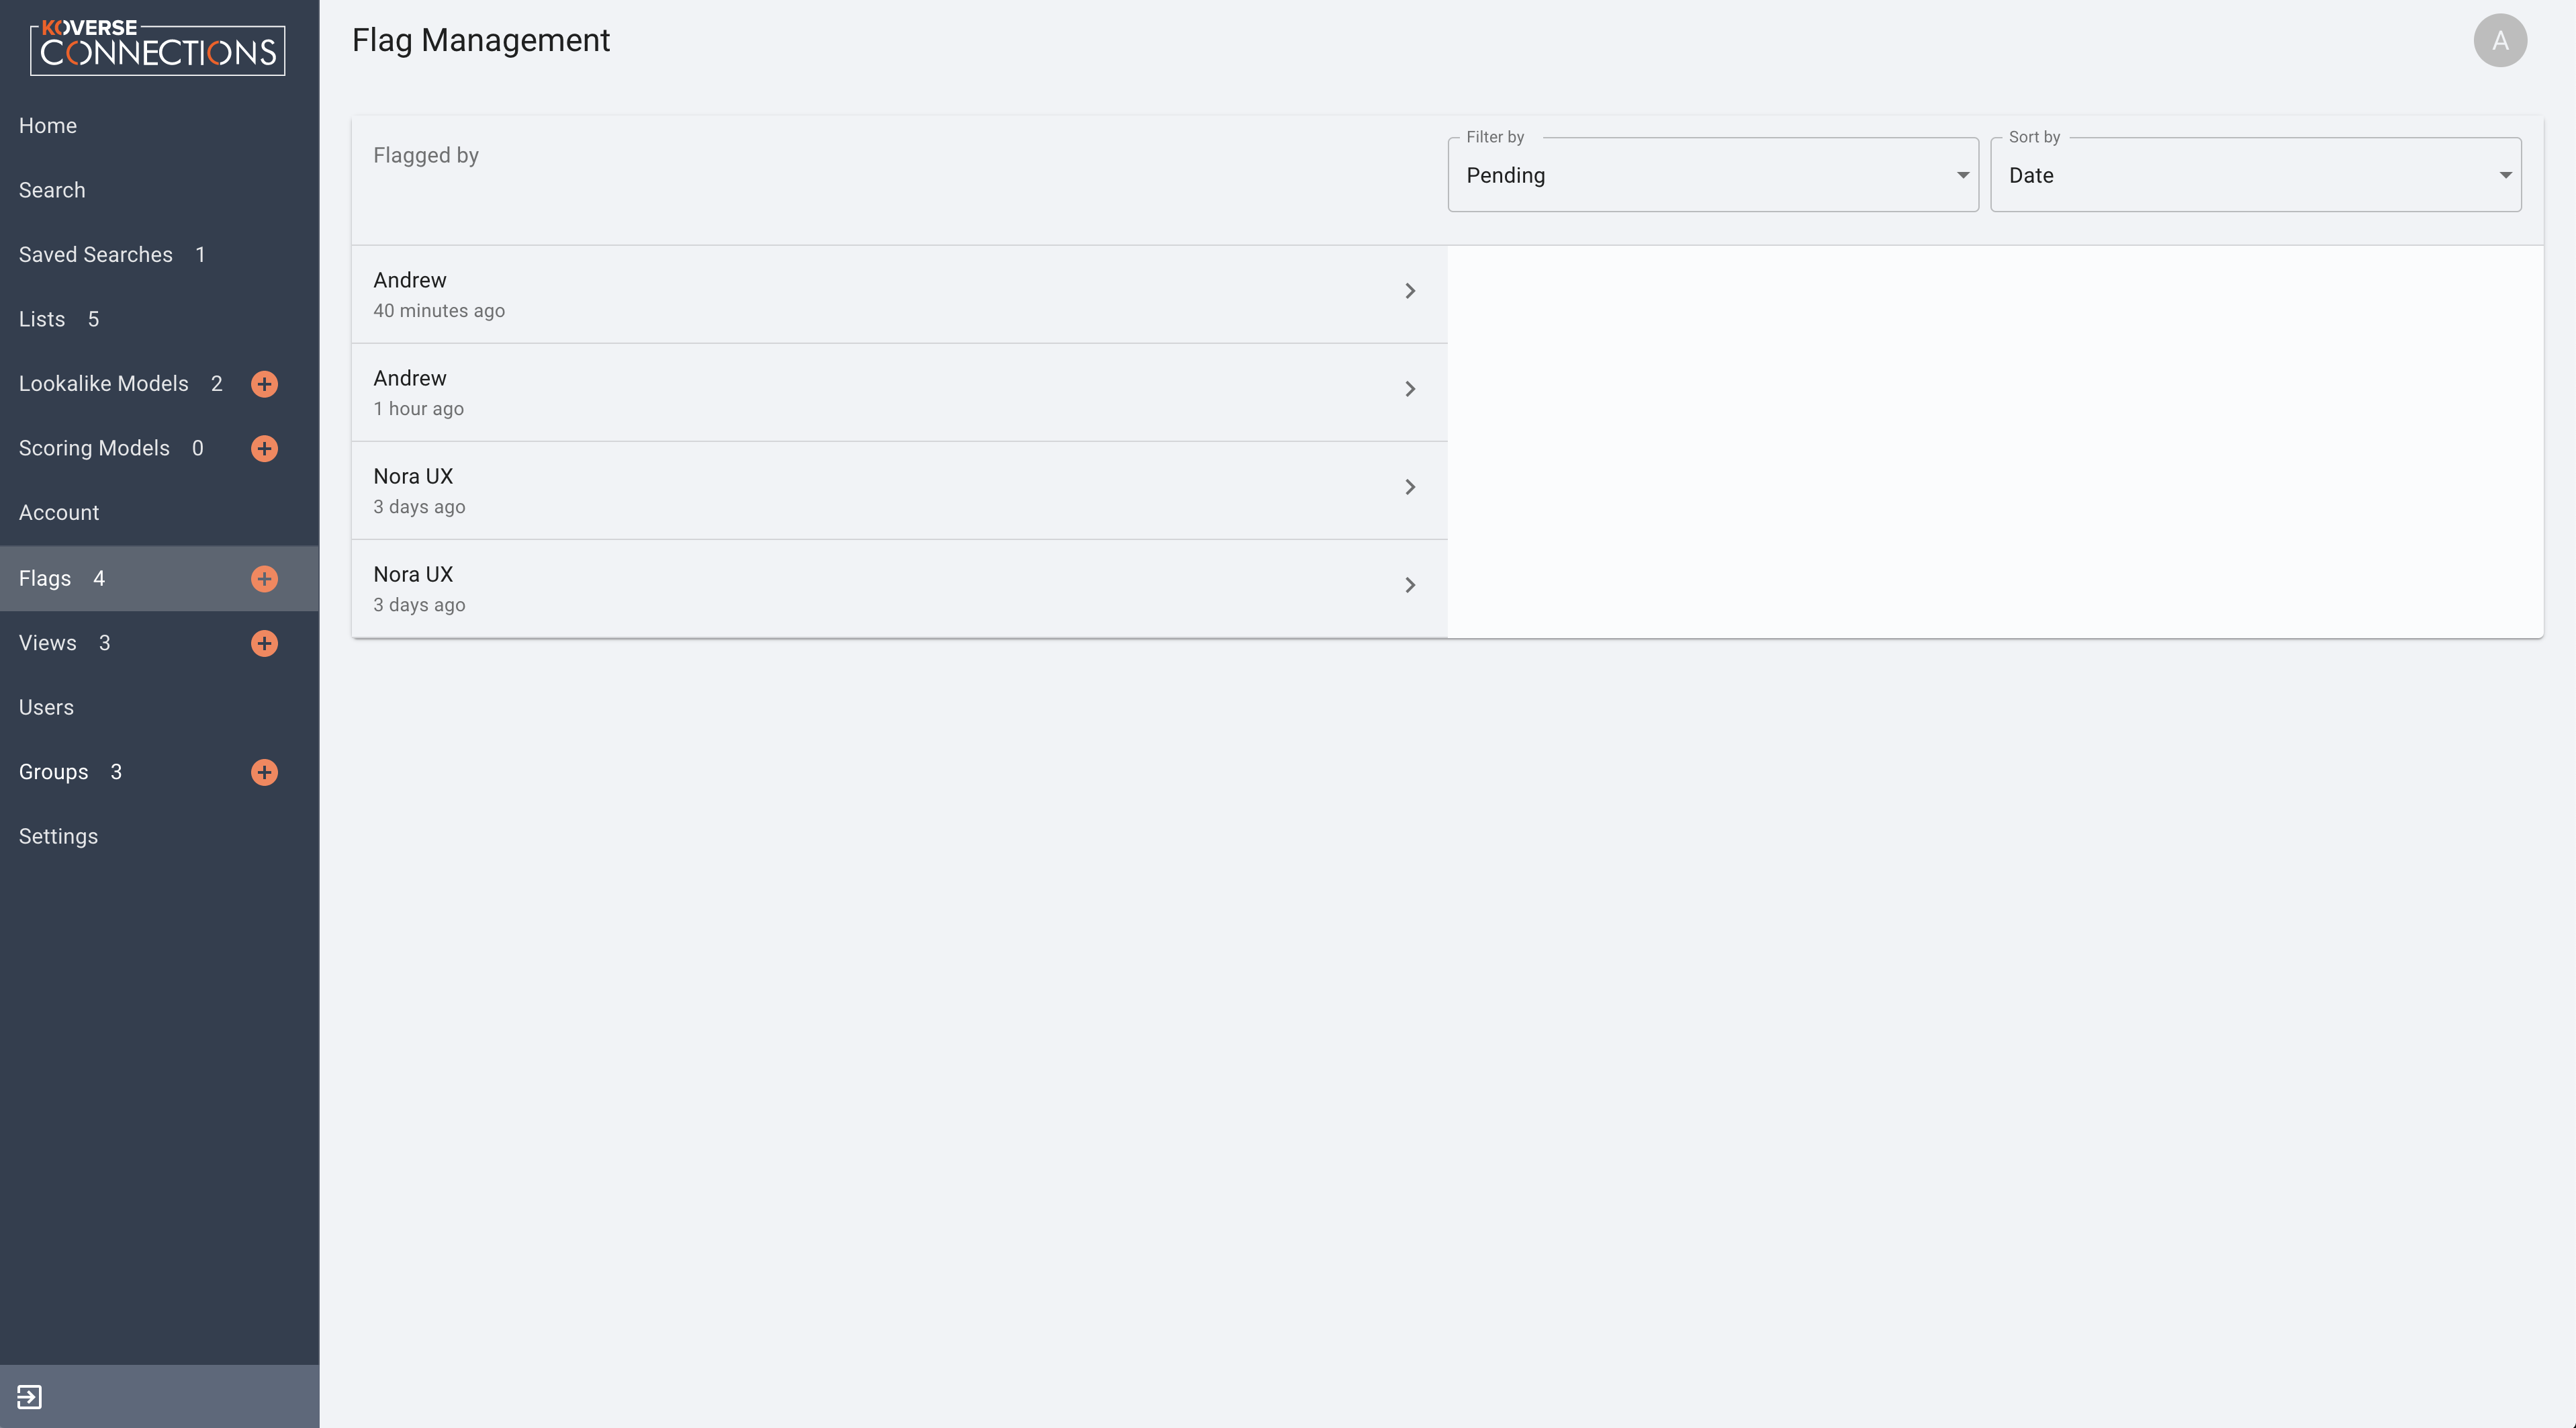 KOVERSE
CONNECTIONS
Home
Search
Saved Searches 1
Lists 5
Lookalike Models 2
Scoring Models 0
Account
Flags 4
Views 3
Users
Groups 3
Settings
Flag Management
A
Flagged by
Filter by
Pending
Sort by
Date
Andrew
40 minutes ago
Andrew
1 hour ago
Nora UX
3 days ago
Nora UX
3 days ago